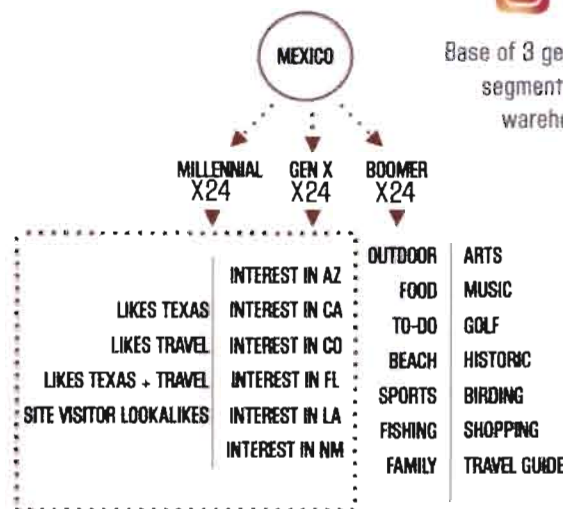 MEXICO
Base of 3 ge
segment
wareh
MILLENNIAL
X24
GEN X
X24
BOOMER
X24
LIKES TEXAS
LIKES TRAVEL
LIKES TEXAS + TRAVEL
SITE VISITOR LOOKALIKES
INTEREST IN AZ
INTEREST IN CA
INTEREST IN CO
INTEREST IN FL
INTEREST IN LA
INTEREST IN NM
OUTDOOR
FOOD
TO-DO
BEACH
SPORTS
FISHING
FAMILY
ARTS
MUSIC
GOLF
HISTORIC
BIRDING
SHOPPING
TRAVEL GUIDE